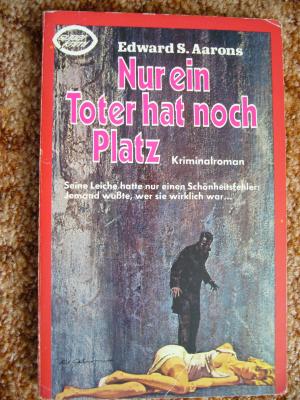 Edward S. Aarons
Nur ein
Toter hat noch
Platz
Kriminalroman
Seine Leiche hatte nur einen Schönheitsfehler:
Jemand wußte, wer sie wirklich war...